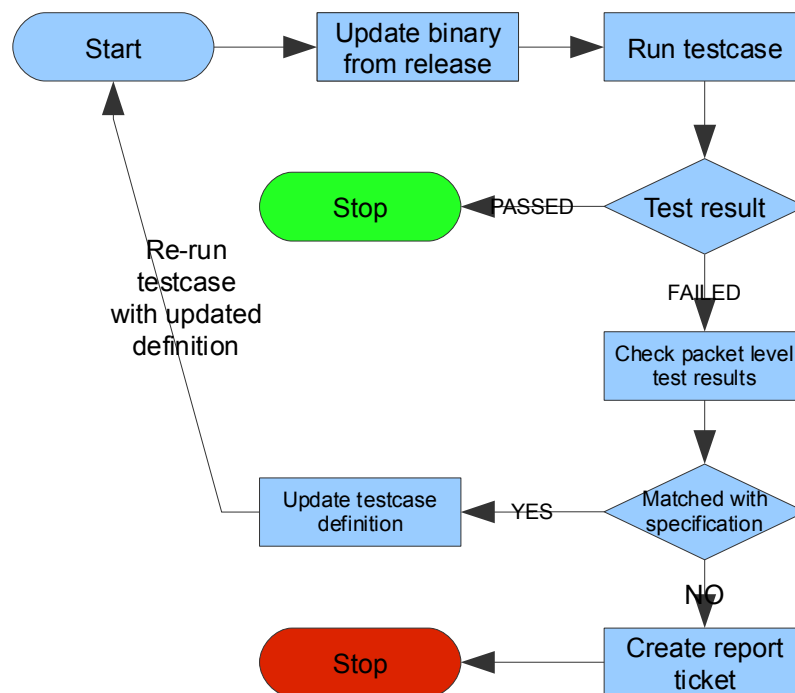 Start
Update binary
from release
Run testcase
Stop
PASSED
Test result
Re-run
testcase
with updated
definition
FAILED
Check packet level
test results
Update testcase
definition
YES
Matched with
specification
NO
Stop
Create report
ticket